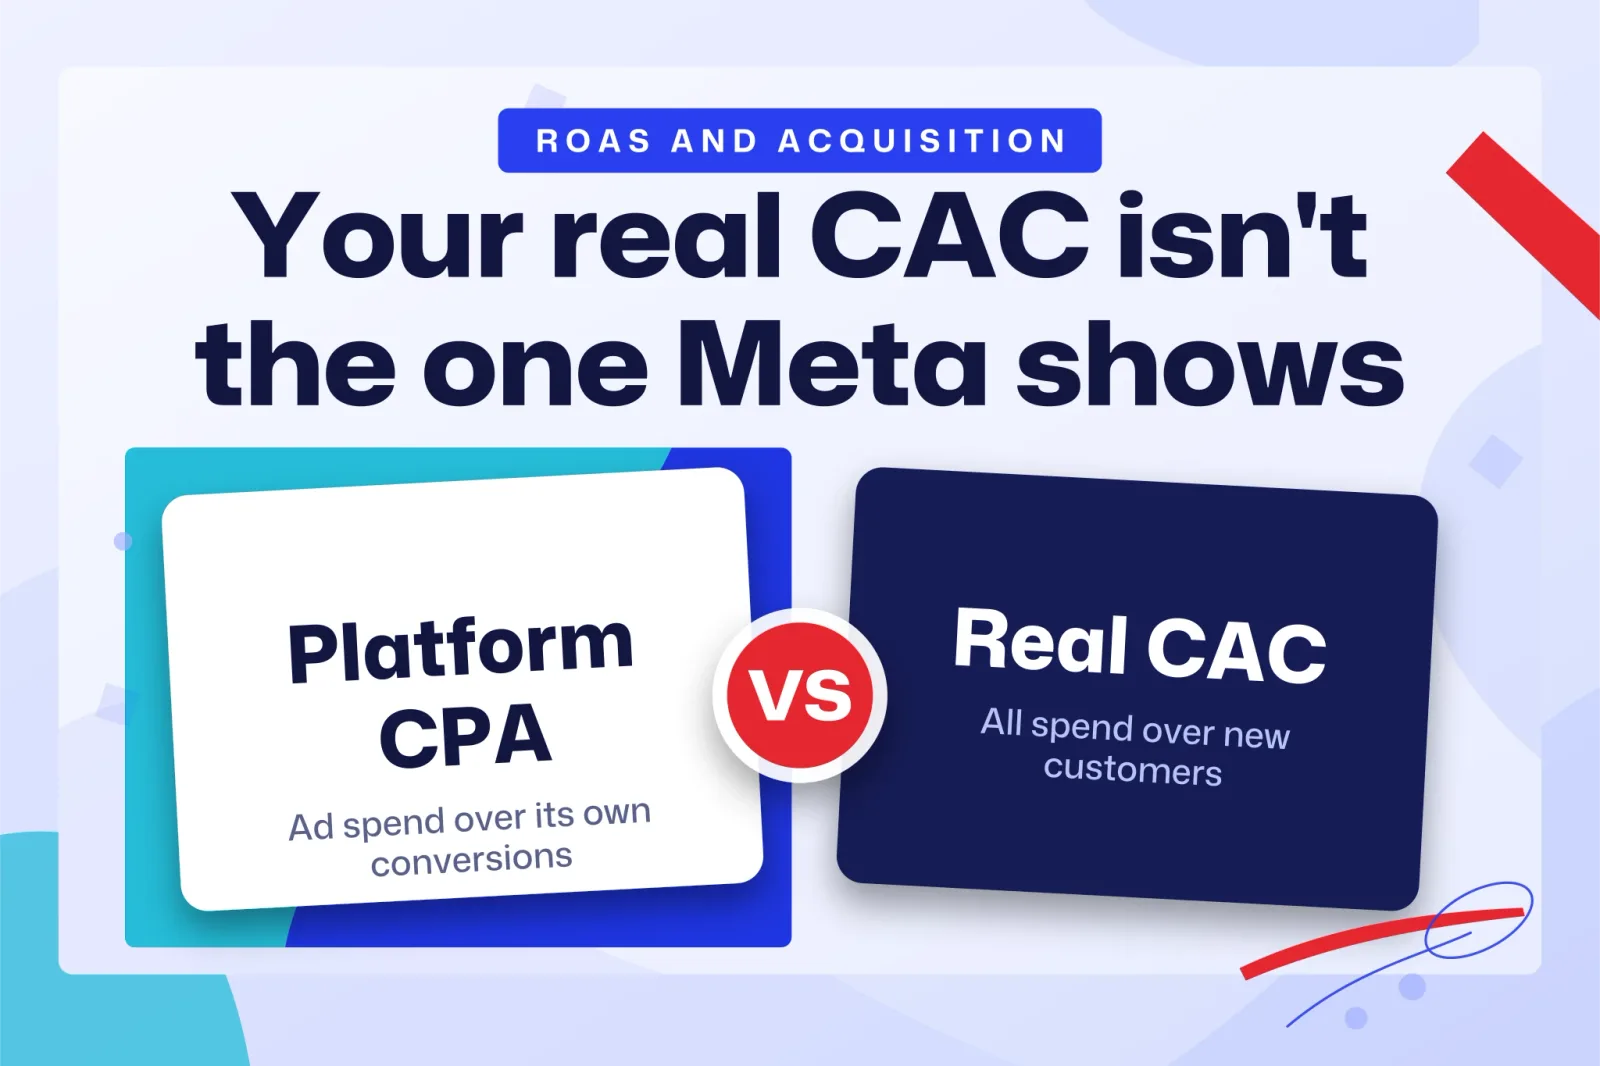 ROAS AND ACQUISITION
Your real CAC isn't
the one Meta shows
Platform
CPA
Ad spend over its own
conversions
VS
Real CAC
All spend over new
customers